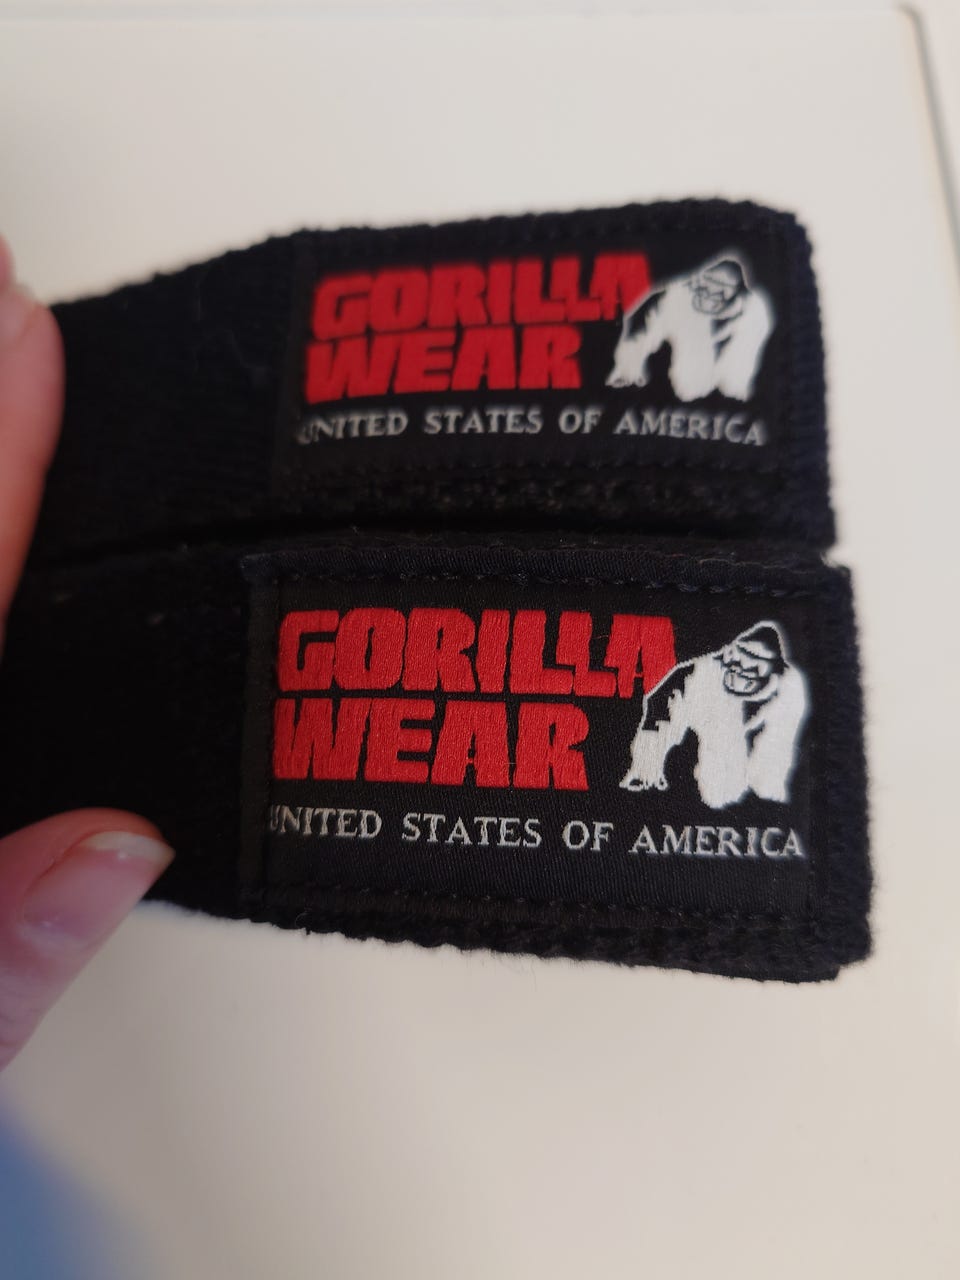 GORILLA
WEAR
UNITED STATES OF AMERICA
GORILLA
WEAR
UNITED STATES OF AMERICA